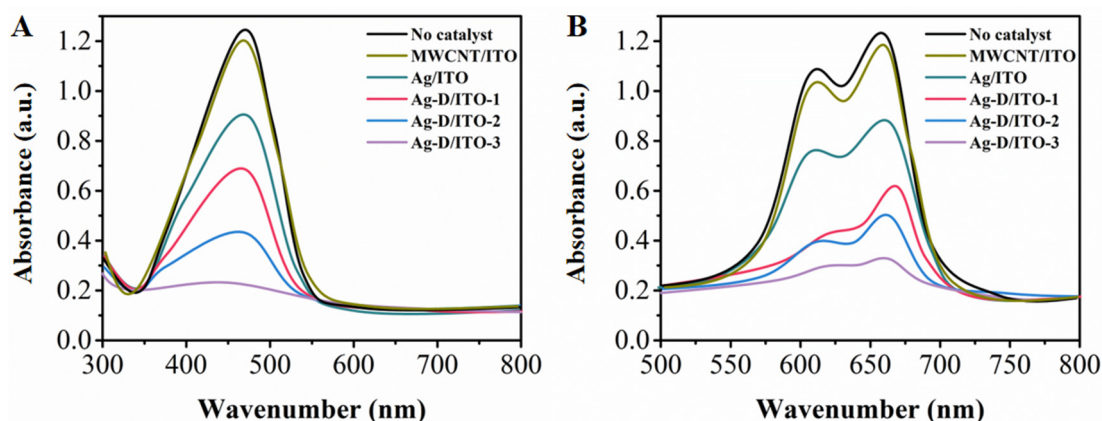 A
No catalyst
MWCNT/ITO
Ag/ITO
Ag-D/ITO-1
Ag-D/ITO-2
Ag-D/ITO-3
Absorbance (a.u.)
1.2
1.0
0.8
0.6
0.4
0.2
0.0
300 400 500 600 700 800
Wavenumber (nm)
B
No catalyst
MWCNT/ITO
Ag/ITO
Ag-D/ITO-1
Ag-D/ITO-2
Ag-D/ITO-3
Absorbance (a.u.)
1.2
1.0
0.8
0.6
0.4
0.2
0.0
500 550 600 650 700 750 800
Wavenumber (nm)